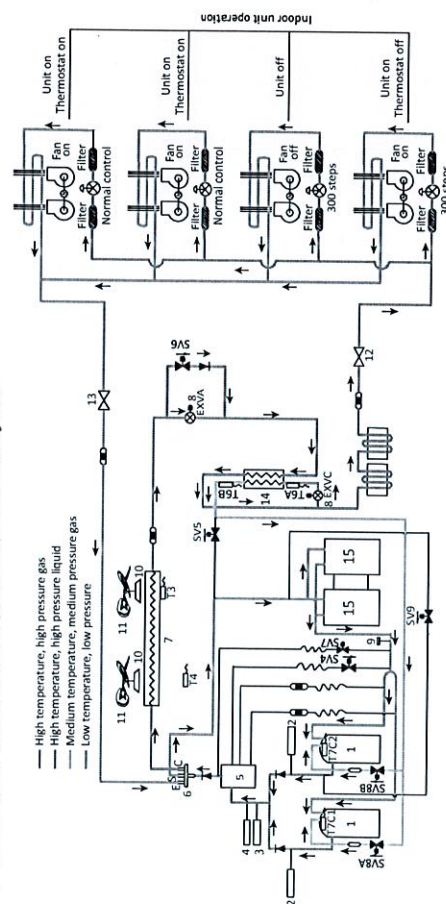 High temperature, high pressure gas
High temperature, high pressure liquid
Medium temperature, medium pressure gas
Low temperature, low pressure
Indoor unit operation
Unit on
Thermostat on
Unit on
Thermostat on
Unit off
Unit on
Thermostat off
Fan on
Filter
Filter
Normal control
Fan on
Filter
Filter
Normal control
Fan off
Filter
Filter
300 steps
Fan on
Filter
Filter
300 steps
13
12
11
10
11
10
7
T3
T4
SV6
8
EXVA
T6B
T6A
14
8
EXVC
SV5
E
S
C
6
5
4
3
2
2
SV7
SV4
9
15
15
SV9
T7C1
1
SV8A
T7C2
1
SV8B